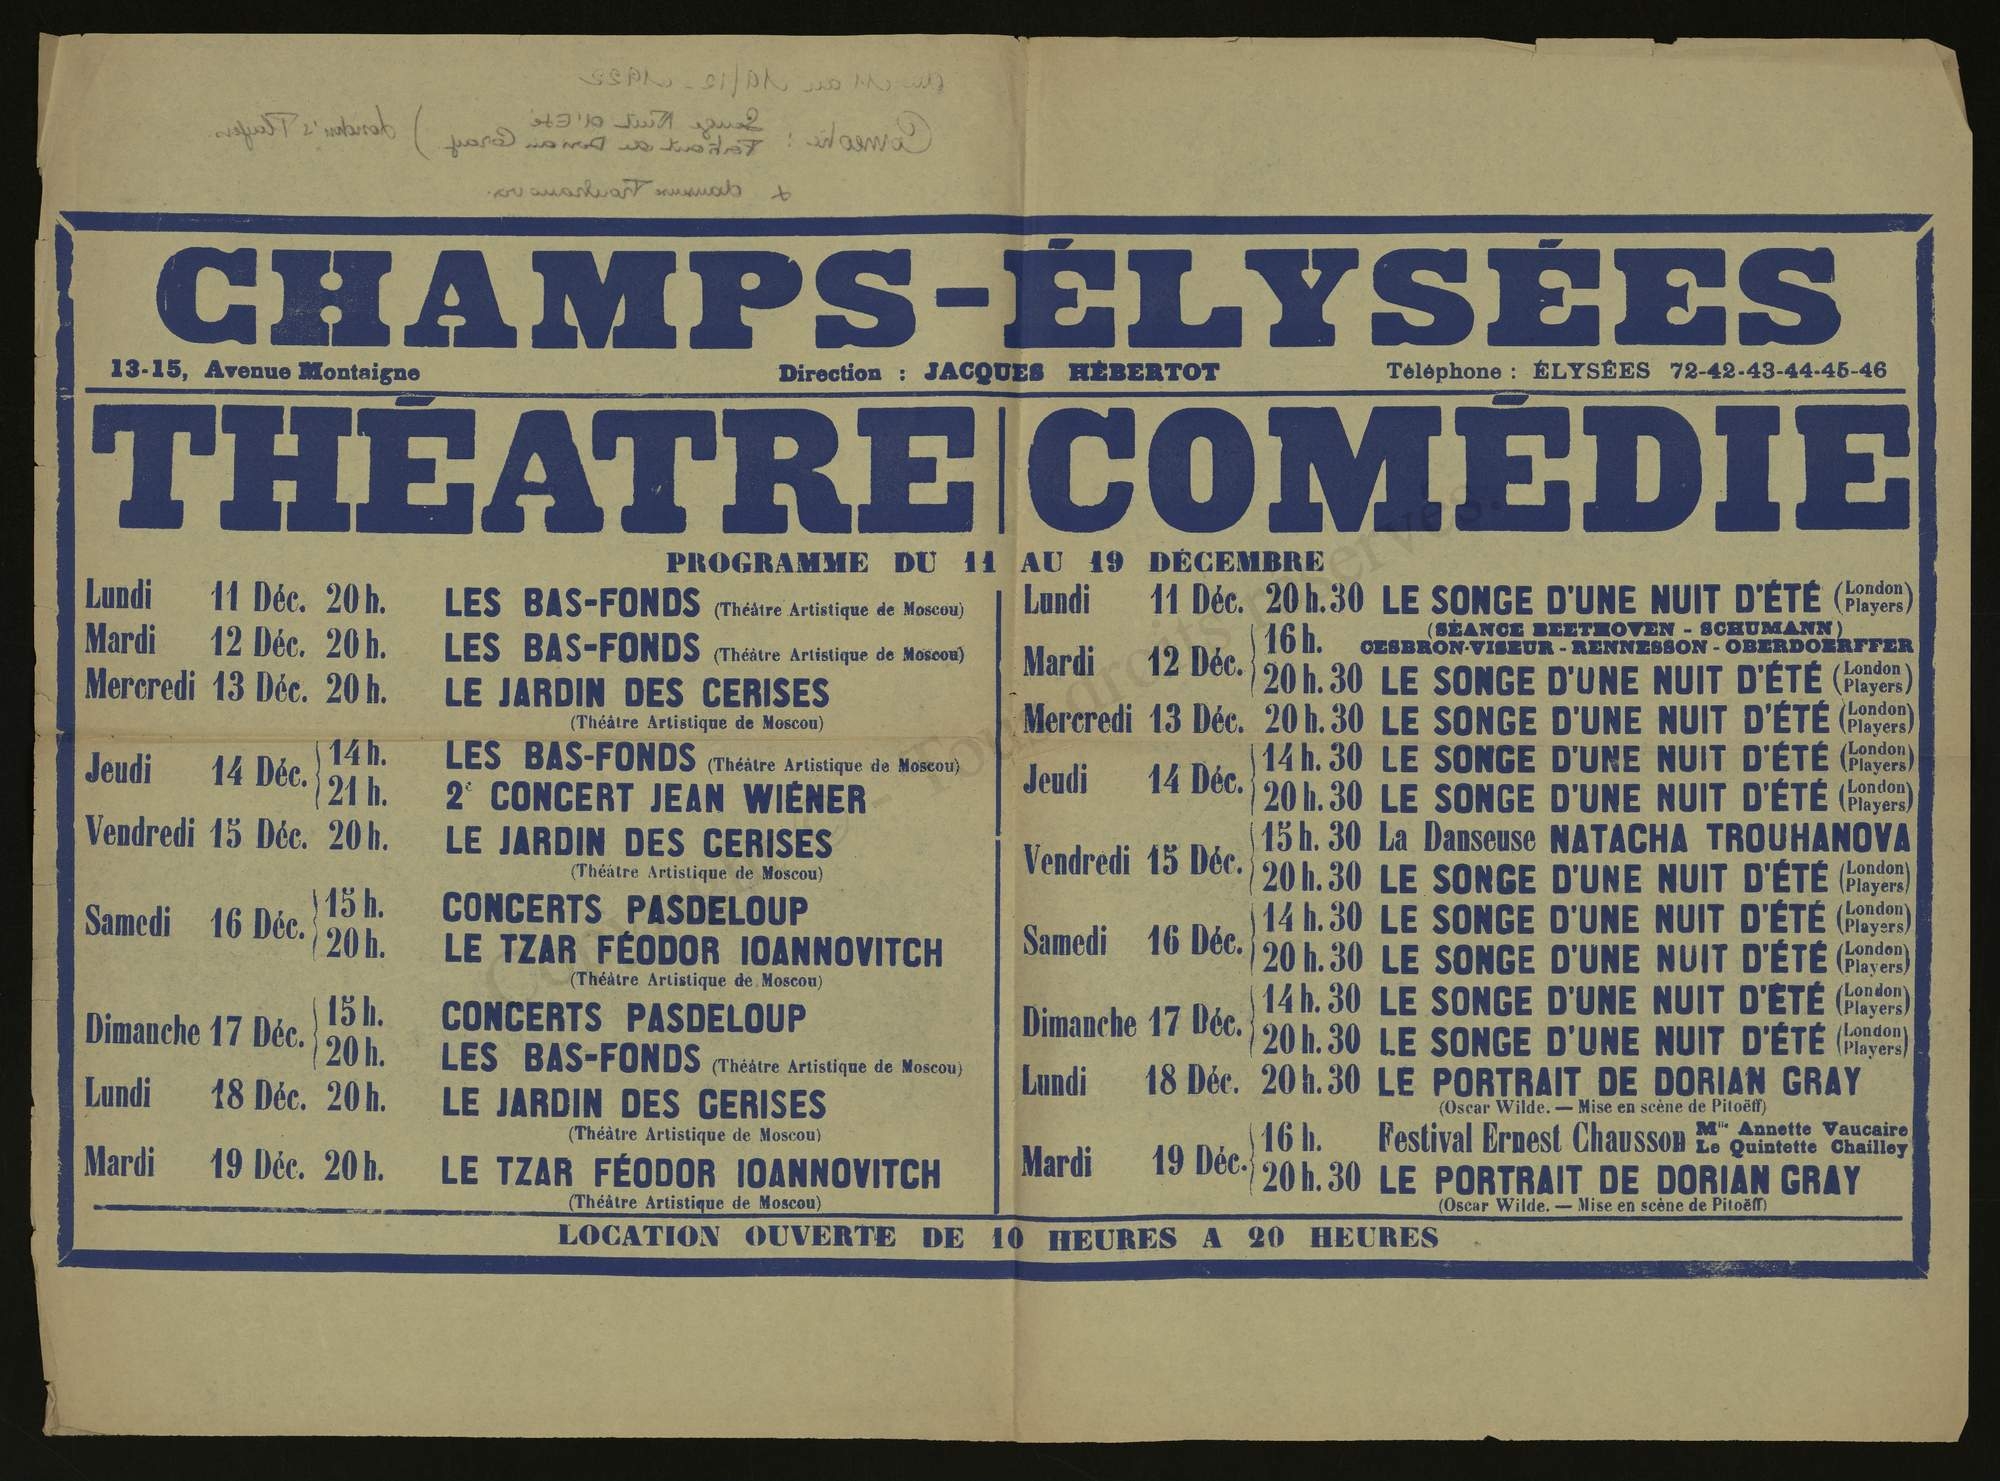 CHAMPS-ÉLYSÉES
13-15, Avenue Montaigne Direction : JACQUES HÉBERTOT Téléphone : ÉLYSÉES 72-42-43-44-45-46
THÉATRE COMÉDIE
PROGRAMME DU 11 AU 19 DÉCEMBRE
Lundi 11 Déc. 20 h. LES BAS-FONDS (Théâtre Artistique de Moscou)
Mardi 12 Déc. 20 h. LES BAS-FONDS (Théâtre Artistique de Moscou)
Mercredi 13 Déc. 20 h. LE JARDIN DES CERISES
(Théâtre Artistique de Moscou)
Jeudi 14 Déc. 14 h. LES BAS-FONDS (Théâtre Artistique de Moscou)
21 h. 2e CONCERT JEAN WIÉNER
Vendredi 15 Déc. 20 h. LE JARDIN DES CERISES
(Théâtre Artistique de Moscou)
Samedi 16 Déc. 15 h. CONCERTS PASDELOUP
20 h. LE TZAR FÉODOR IOANNOVITCH
(Théâtre Artistique de Moscou)
Dimanche 17 Déc. 15 h. CONCERTS PASDELOUP
20 h. LES BAS-FONDS (Théâtre Artistique de Moscou)
Lundi 18 Déc. 20 h. LE JARDIN DES CERISES
(Théâtre Artistique de Moscou)
Mardi 19 Déc. 20 h. LE TZAR FÉODOR IOANNOVITCH
(Théâtre Artistique de Moscou)
Lundi 11 Déc. 20 h. 30 LE SONGE D'UNE NUIT D'ÉTÉ (London Players)
Mardi 12 Déc. 16 h. (SÉANCE BEETHOVEN - SCHUMANN)
CESBRON-VISEUR - RENNESSON - OBERDOERFFER
20 h. 30 LE SONGE D'UNE NUIT D'ÉTÉ (London Players)
Mercredi 13 Déc. 20 h. 30 LE SONGE D'UNE NUIT D'ÉTÉ (London Players)
Jeudi 14 Déc. 14 h. 30 LE SONGE D'UNE NUIT D'ÉTÉ (London Players)
20 h. 30 LE SONGE D'UNE NUIT D'ÉTÉ (London Players)
Vendredi 15 Déc. 15 h. 30 La Danseuse NATACHA TROUHANOVA
20 h. 30 LE SONGE D'UNE NUIT D'ÉTÉ (London Players)
Samedi 16 Déc. 14 h. 30 LE SONGE D'UNE NUIT D'ÉTÉ (London Players)
20 h. 30 LE SONGE D'UNE NUIT D'ÉTÉ (London Players)
Dimanche 17 Déc. 14 h. 30 LE SONGE D'UNE NUIT D'ÉTÉ (London Players)
20 h. 30 LE SONGE D'UNE NUIT D'ÉTÉ (London Players)
Lundi 18 Déc. 20 h. 30 LE PORTRAIT DE DORIAN GRAY
(Oscar Wilde. — Mise en scène de Pitoëff)
Mardi 19 Déc. 16 h. Festival Ernest Chausson Mlle Annette Vaucaire
Le Quintette Chailley
20 h. 30 LE PORTRAIT DE DORIAN GRAY
(Oscar Wilde. — Mise en scène de Pitoëff)
LOCATION OUVERTE DE 10 HEURES A 20 HEURES
Copyright © - Tous droits réservés.